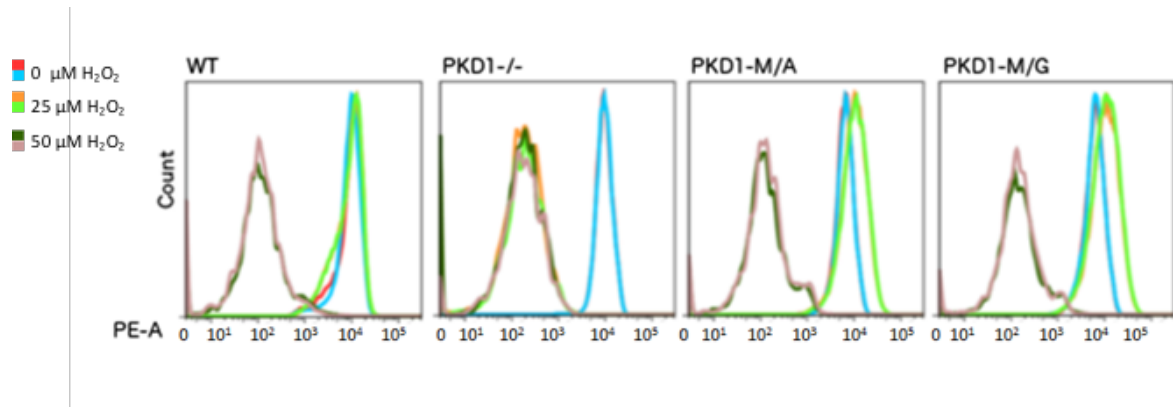 WT
PKD1-/-
PKD1-M/A
PKD1-M/G
0 μM H₂O₂
25 μM H₂O₂
50 μM H₂O₂
Count
PE-A
0 10¹ 10² 10³ 10⁴ 10⁵
0 10¹ 10² 10³ 10⁴ 10⁵
0 10¹ 10² 10³ 10⁴ 10⁵
0 10¹ 10² 10³ 10⁴ 10⁵